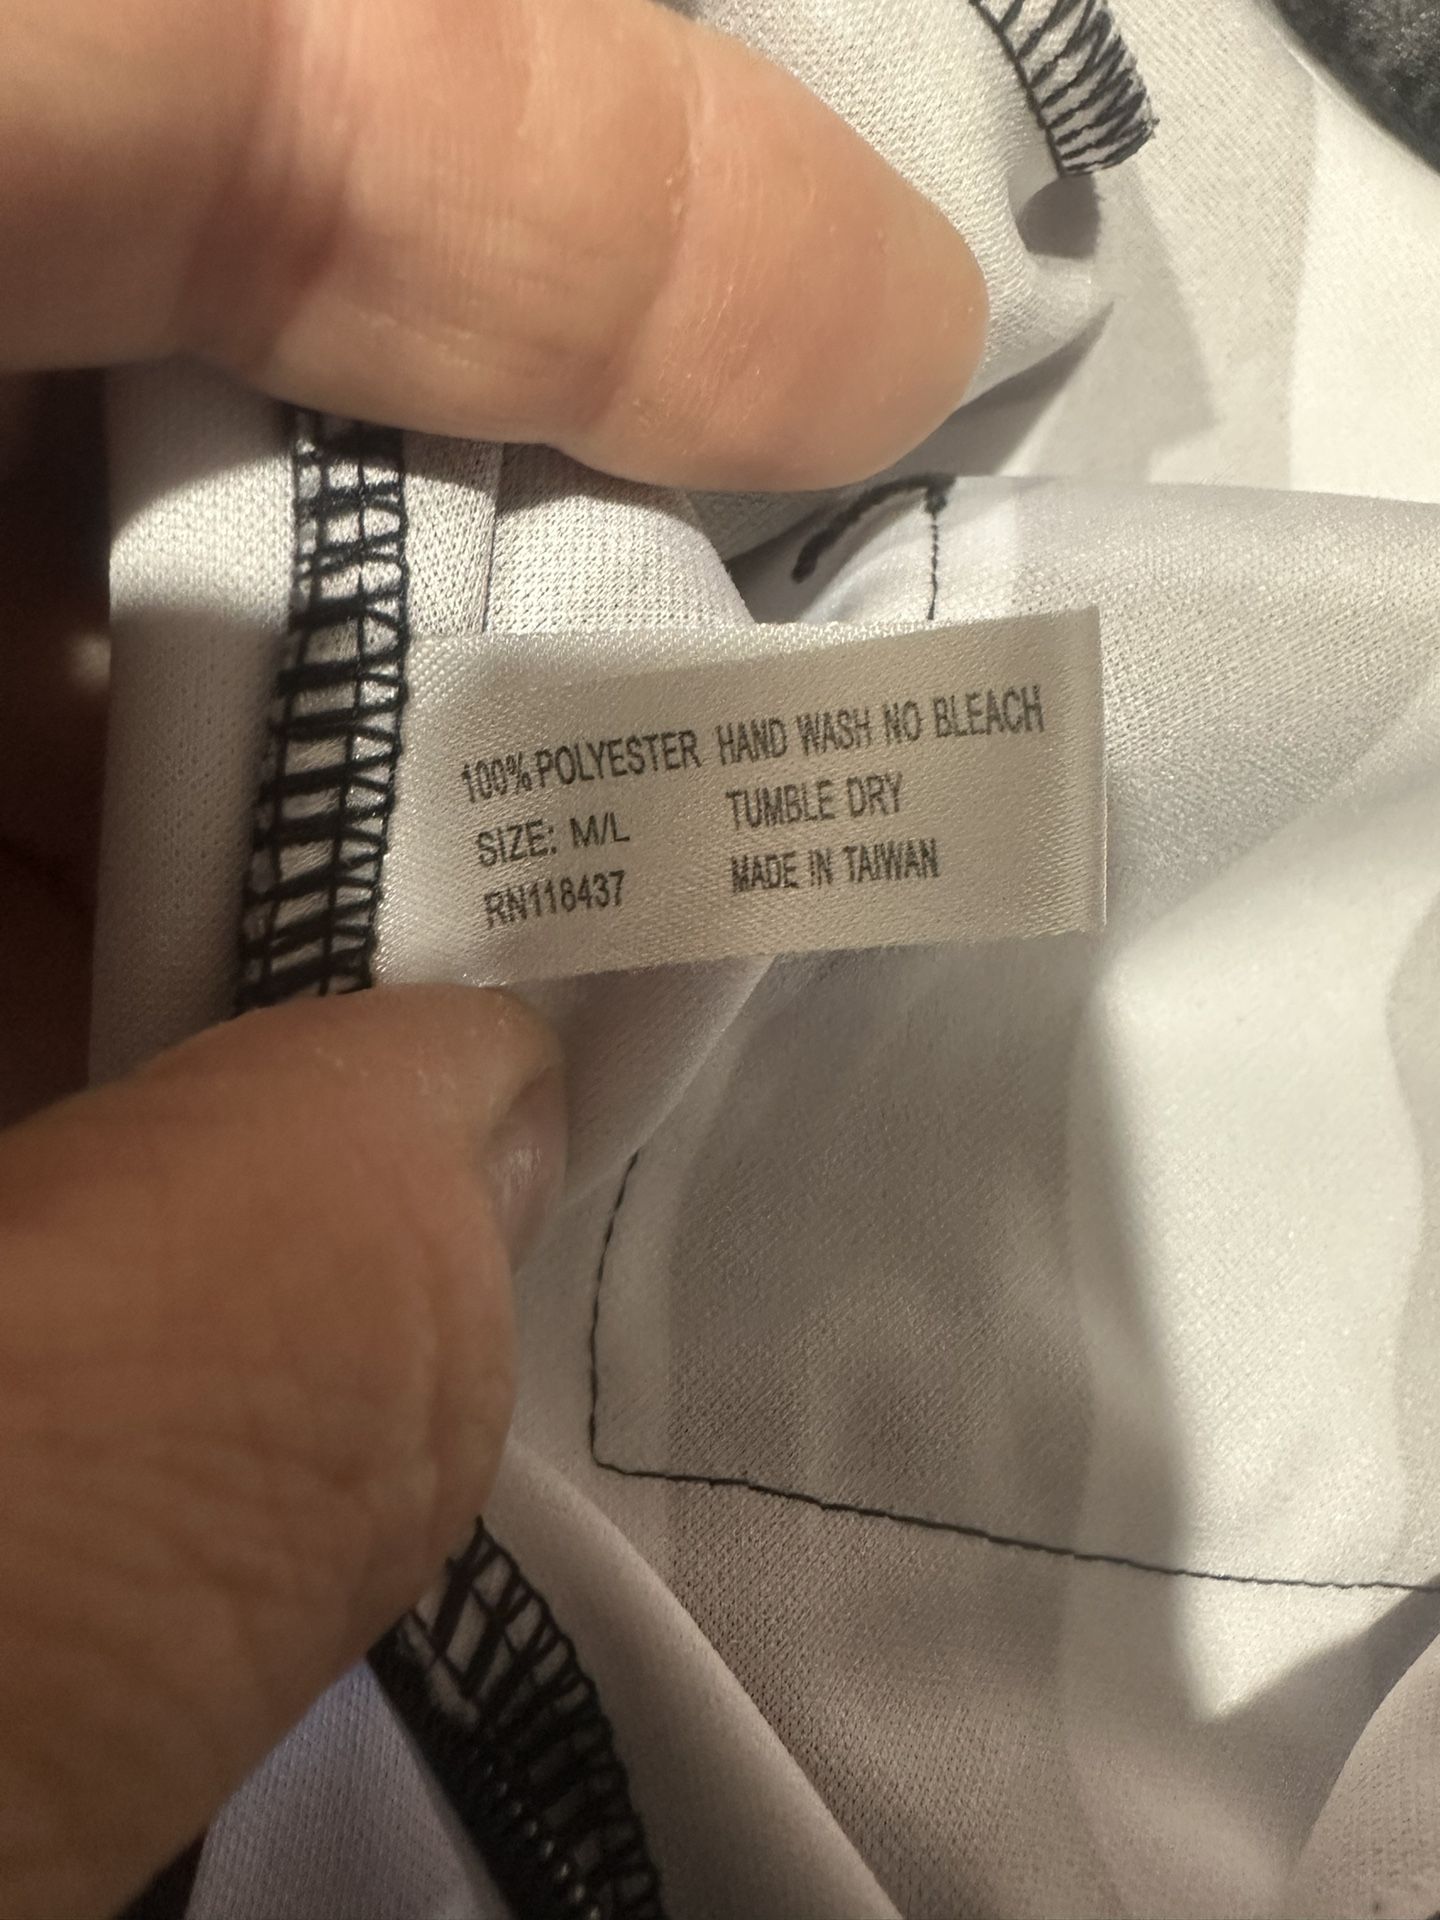 100% POLYESTER HAND WASH NO BLEACH
SIZE: M/L TUMBLE DRY
RN118437 MADE IN TAIWAN